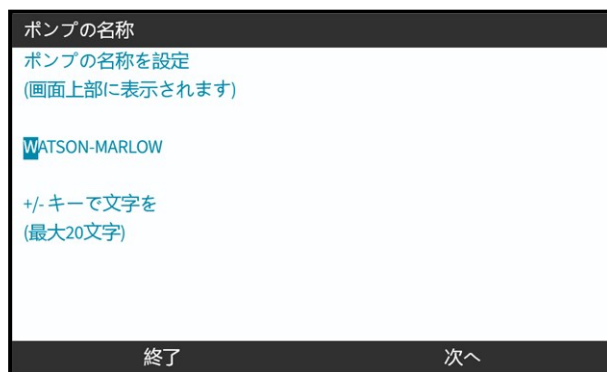 ポンプの名称
ポンプの名称を設定
(画面上部に表示されます)
WATSON-MARLOW
+/- キーで文字を
(最大20文字)
終了 次へ